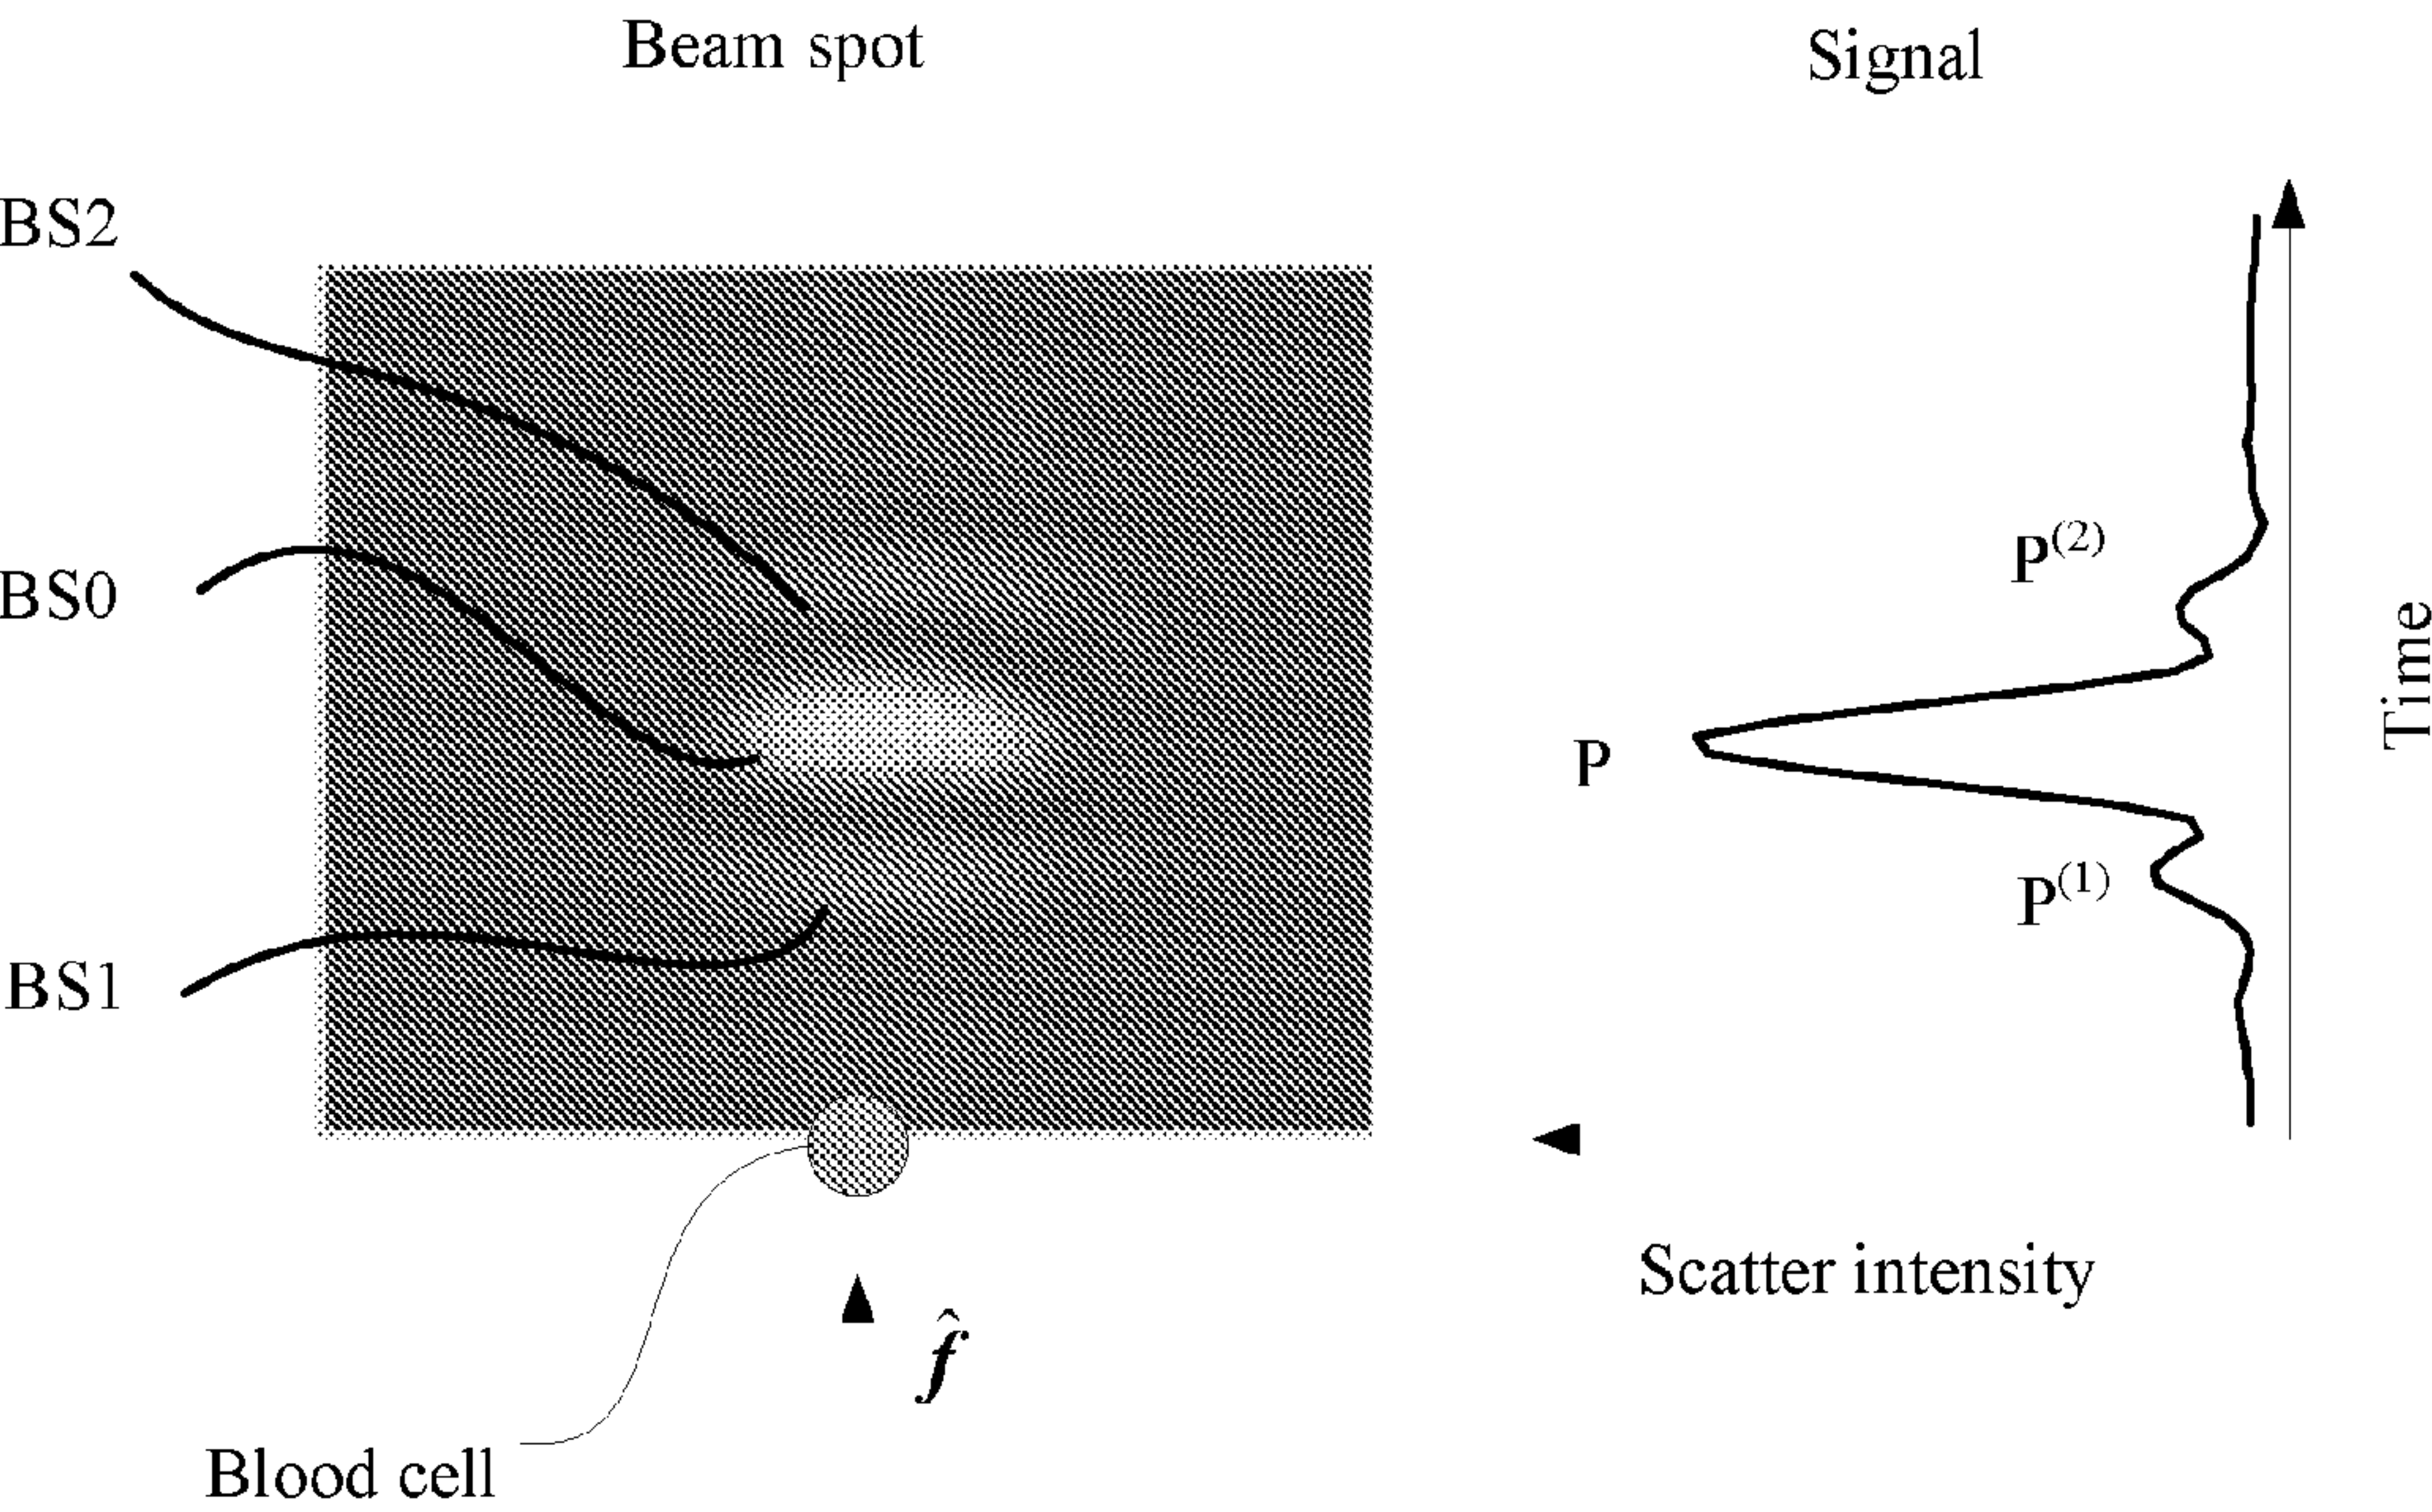 Beam spot
Signal
BS2
BS0
BS1
P⁽²⁾
P
P⁽¹⁾
Time
Scatter intensity
f̂
Blood cell